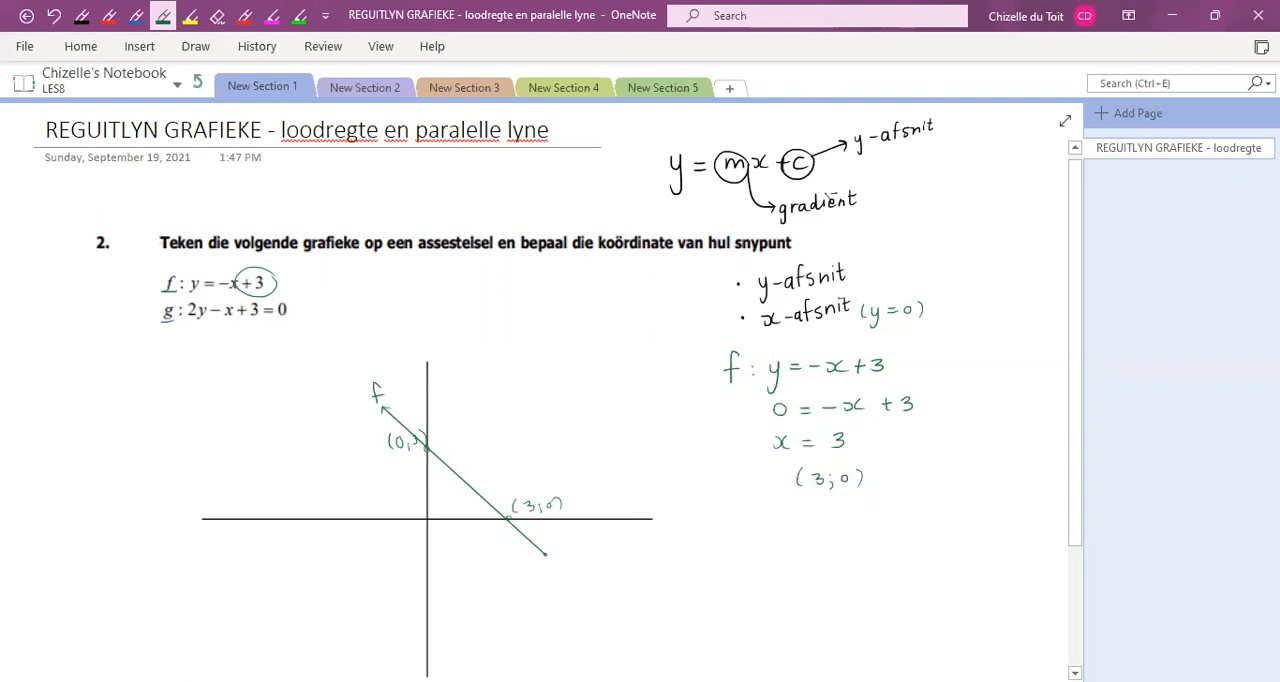 REGUITLYN GRAFIEKE - loodregte en paralelle lyne - OneNote
Search
Chizelle du Toit
CD
File Home Insert Draw History Review View Help
Chizelle's Notebook
LES8
New Section 1
New Section 2
New Section 3
New Section 4
New Section 5
Search (Ctrl+E)
Add Page
REGUITLYN GRAFIEKE - loodregte
REGUITLYN GRAFIEKE - loodregte en paralelle lyne
Sunday, September 19, 2021 1:47 PM
y = mx + c
y-afsnit
gradiënt
2. Teken die volgende grafieke op een assestelsel en bepaal die koördinate van hul snypunt
f : y = -x + 3
g : 2y - x + 3 = 0
• y-afsnit
• x-afsnit (y = 0)
f : y = -x + 3
0 = -x + 3
x = 3
(3;0)
f
(0;3)
(3;0)